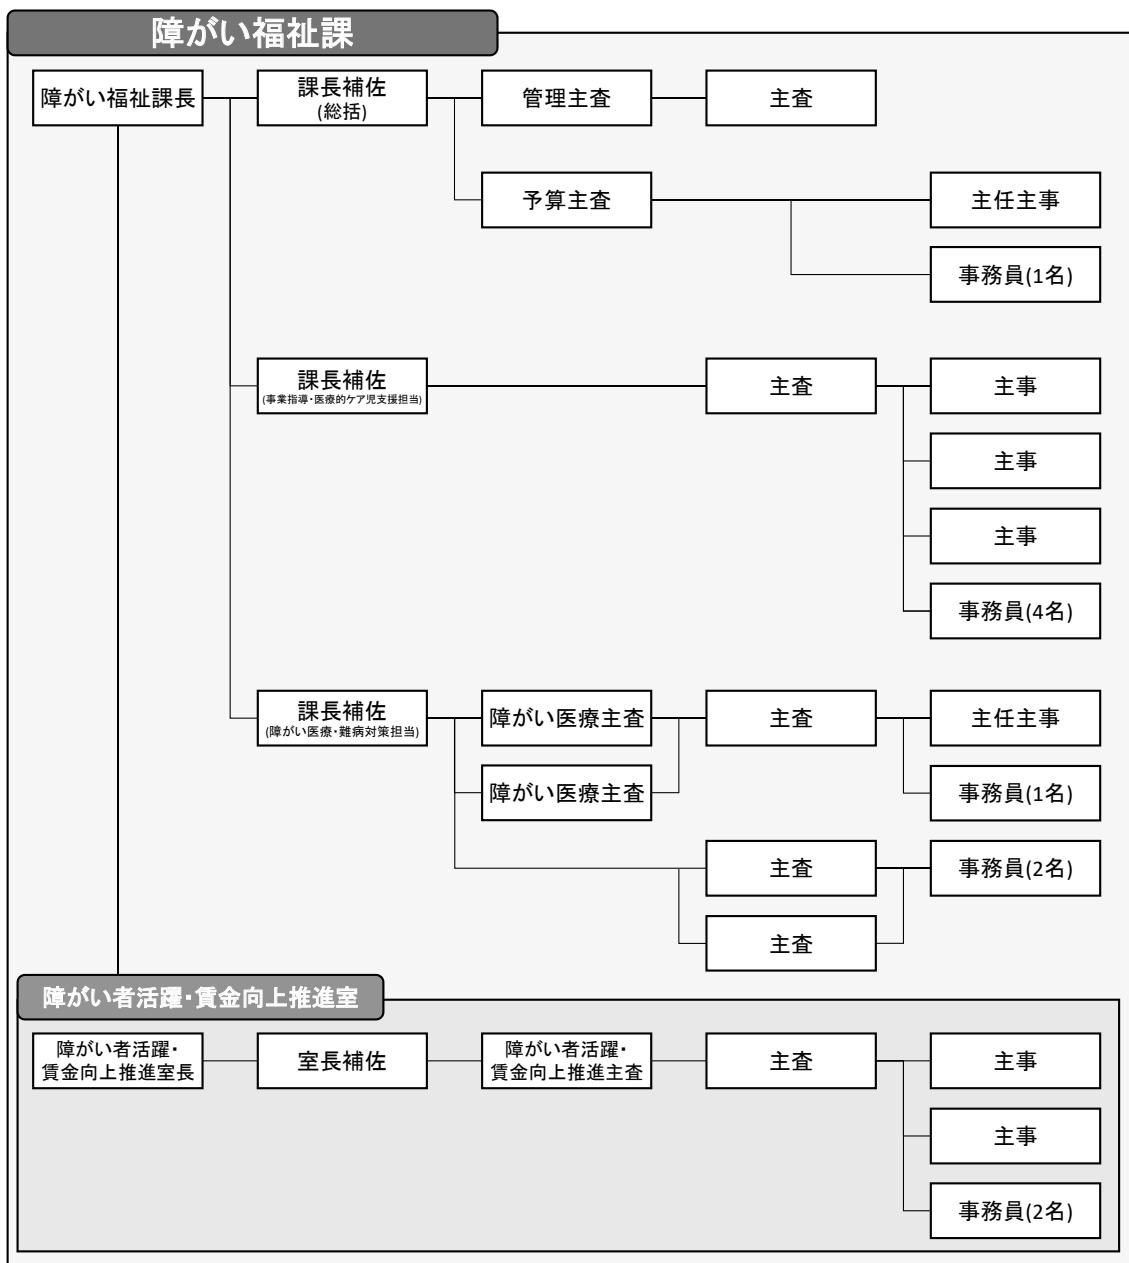 障がい福祉課
障がい福祉課長
課長補佐
(総括)
管理主査
主査
予算主査
主任主事
事務員(1名)
課長補佐
(事業指導・医療的ケア児支援担当)
主査
主事
主事
主事
事務員(4名)
課長補佐
(障がい医療・難病対策担当)
障がい医療主査
主査
主任主事
障がい医療主査
事務員(1名)
主査
事務員(2名)
主査
障がい者活躍・賃金向上推進室
障がい者活躍・
賃金向上推進室長
室長補佐
障がい者活躍・
賃金向上推進主査
主査
主事
主事
事務員(2名)